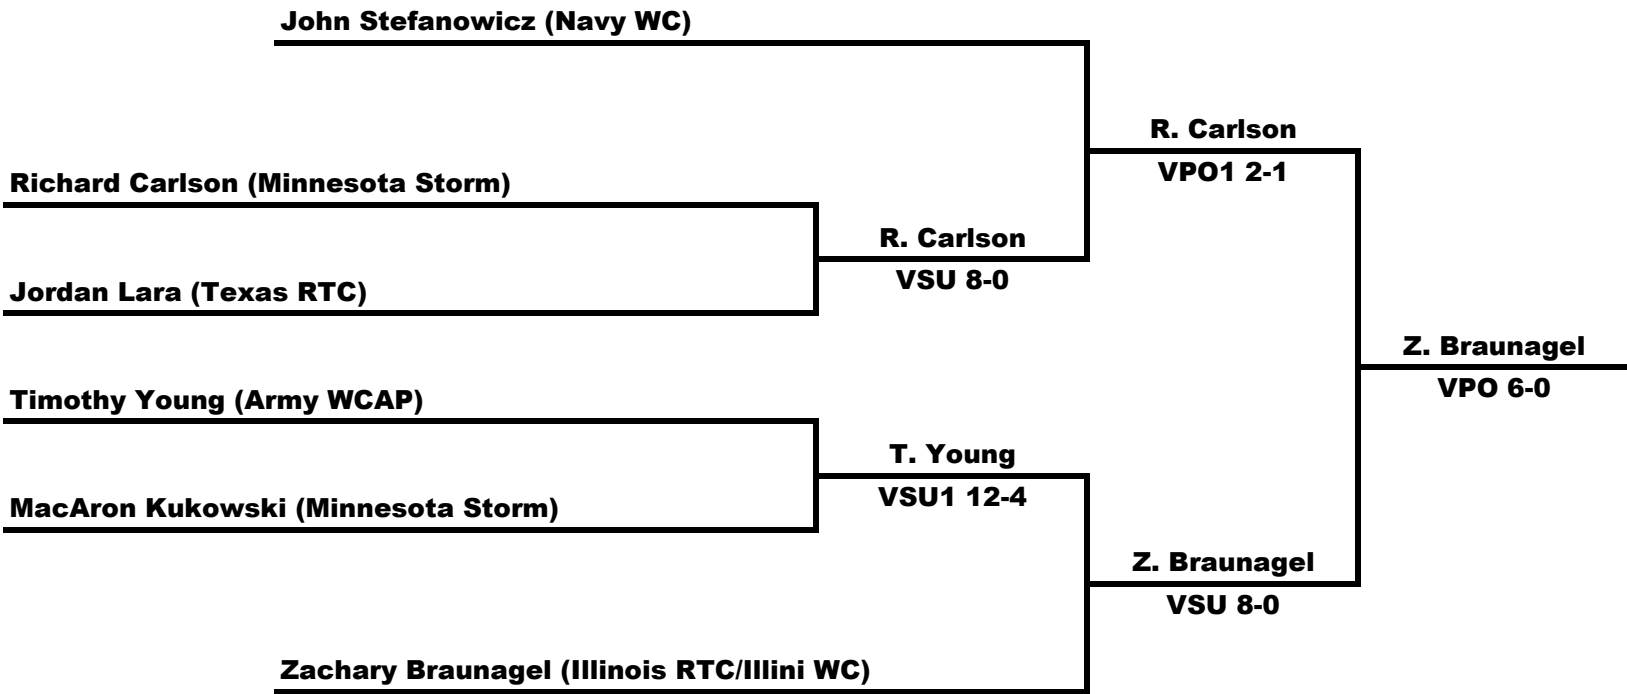 John Stefanowicz (Navy WC)
R. Carlson
VPO1 2-1
Richard Carlson (Minnesota Storm)
R. Carlson
VSU 8-0
Jordan Lara (Texas RTC)
Z. Braunagel
VPO 6-0
Timothy Young (Army WCAP)
T. Young
VSU1 12-4
MacAron Kukowski (Minnesota Storm)
Z. Braunagel
VSU 8-0
Zachary Braunagel (Illinois RTC/Illini WC)